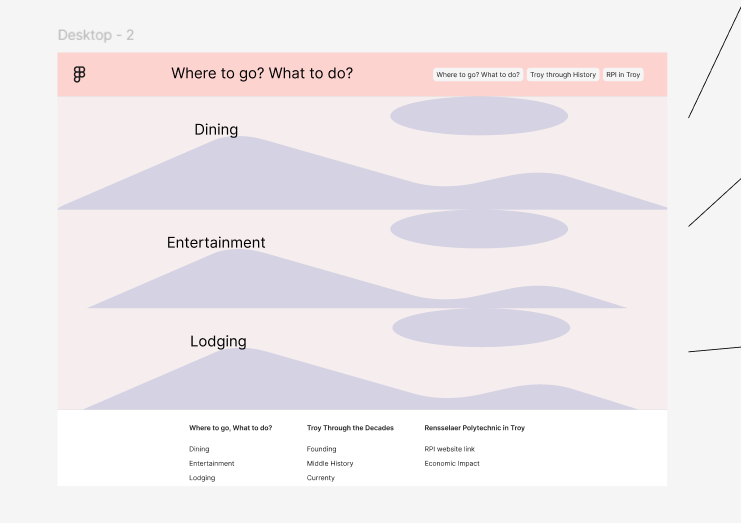 Desktop - 2
Where to go? What to do?
Where to go? What to do? Troy through History RPI in Troy
Dining
Entertainment
Lodging
Where to go, What to do? Troy Through the Decades Rensselaer Polytechnic in Troy
Dining Founding RPI website link
Entertainment Middle History Economic Impact
Lodging Currenty